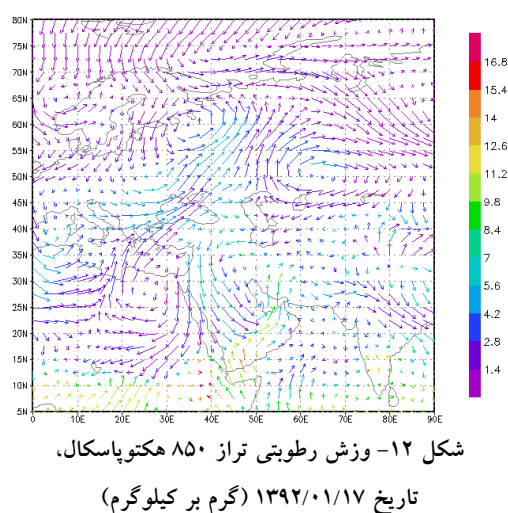 80N
75N
70N
65N
60N
55N
50N
45N
40N
35N
30N
25N
20N
15N
10N
5N
0 10E 20E 30E 40E 50E 60E 70E 80E 90E
16.8
15.4
14
12.6
11.2
9.8
8.4
7
5.6
4.2
2.8
1.4
شکل ۱۲- وزش رطوبتی تراز ۸۵۰ هکتوپاسکال،
تاریخ ۱۳۹۲/۰۱/۱۷ (گرم بر کیلوگرم)